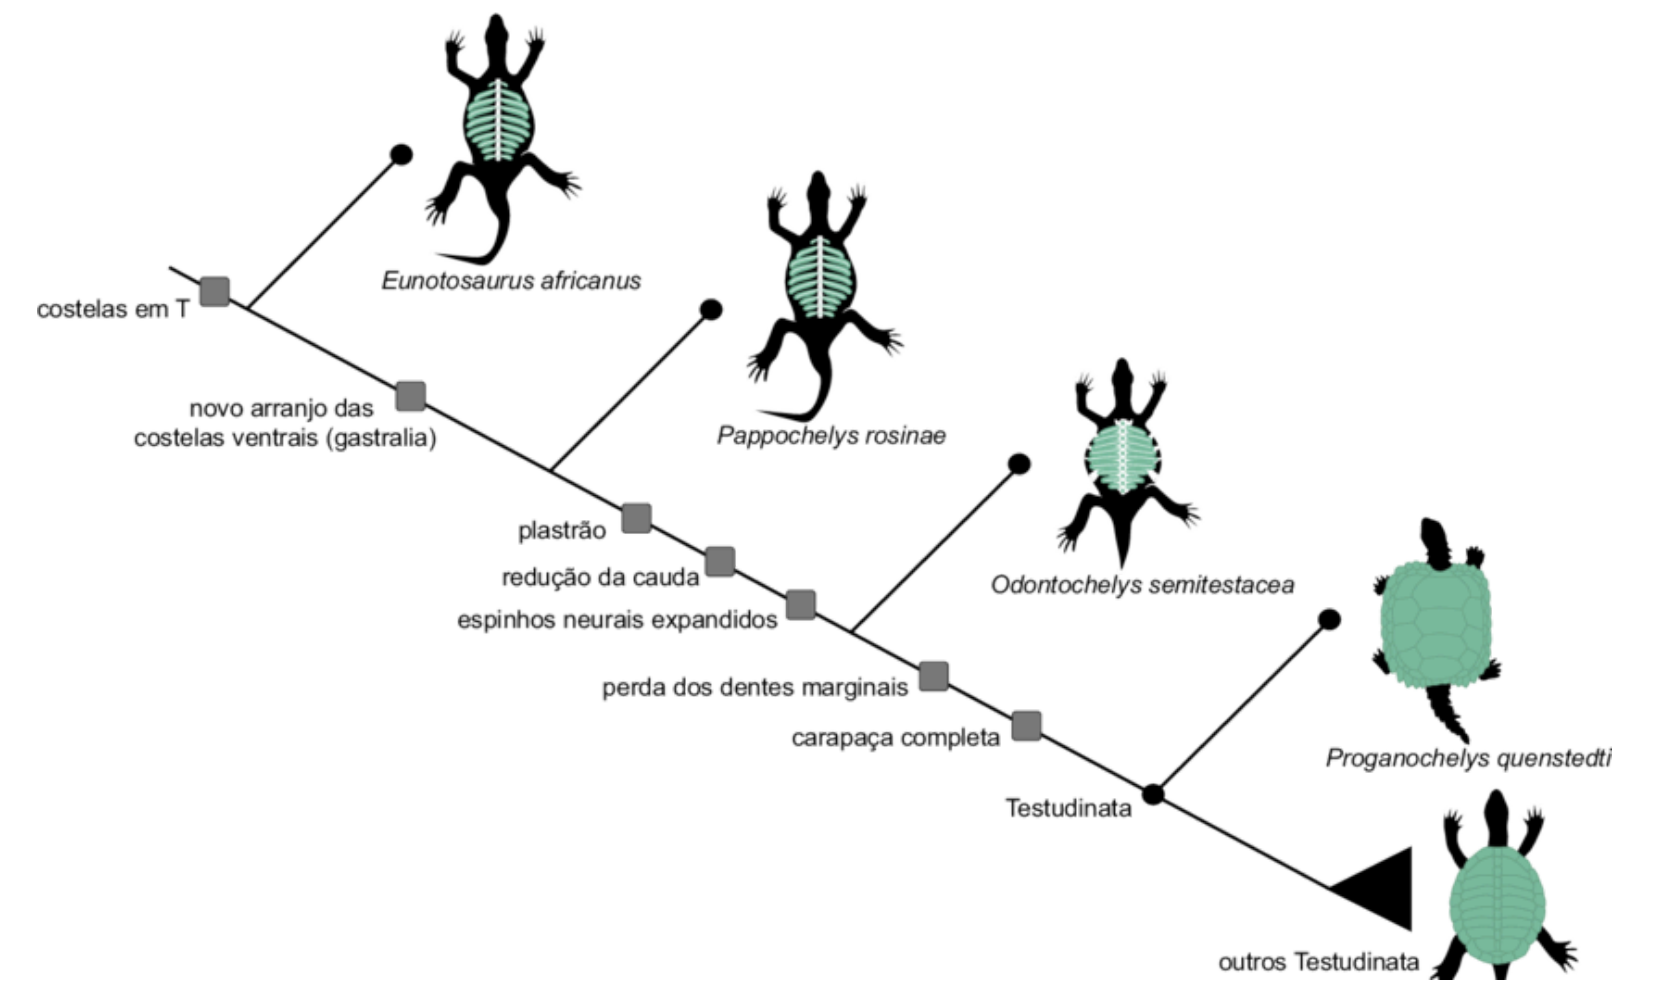 Eunotosaurus africanus
costelas em T
novo arranjo das
costelas ventrais (gastralia)
Pappochelys rosinae
plastrão
redução da cauda
espinhos neurais expandidos
Odontochelys semitestacea
perda dos dentes marginais
carapaça completa
Proganochelys quenstedti
Testudinata
outros Testudinata